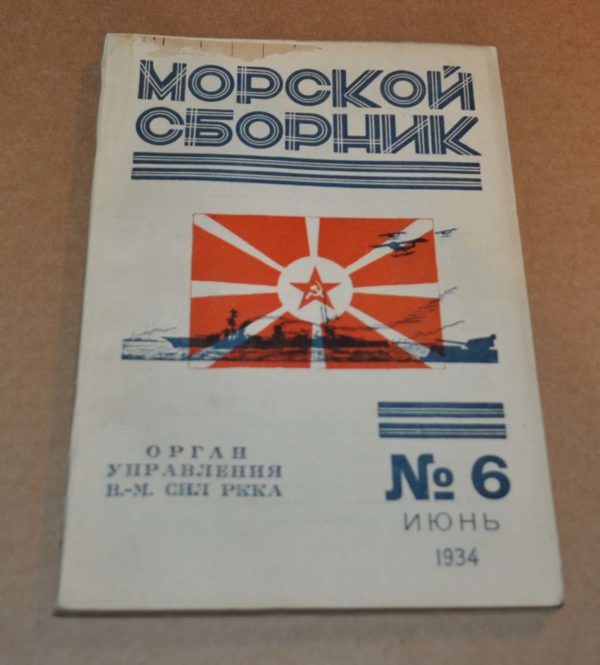 МОРСКОЙ
СБОРНИК
ОРГАН
УПРАВЛЕНИЯ
В.-М. СИЛ РККА
№ 6
ИЮНЬ
1934